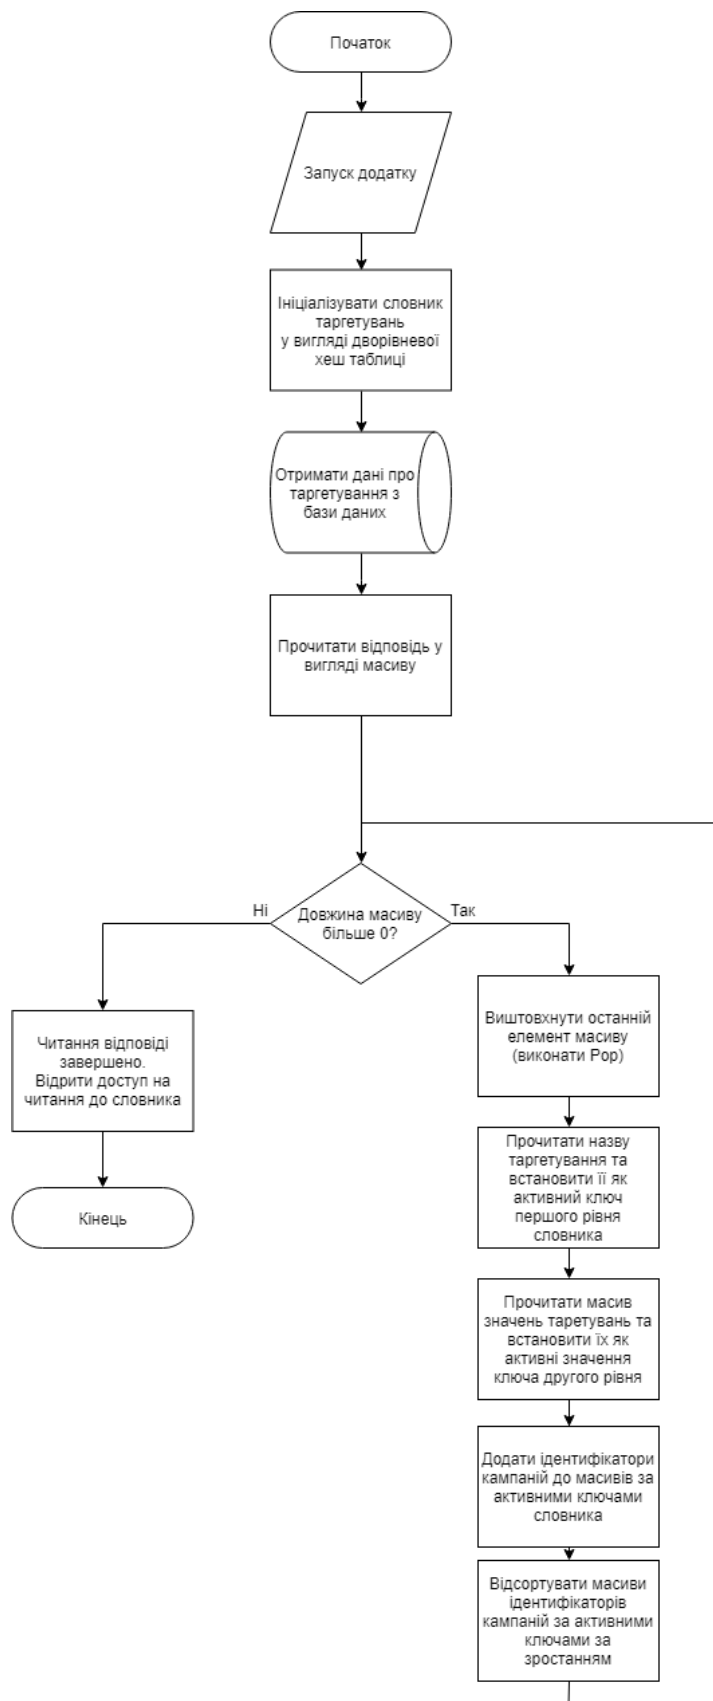 Початок
Запуск додатку
Ініціалізувати словник
таргетувань
у вигляді дворівневої
хеш таблиці
Отримати дані про
таргетування з
бази даних
Прочитати відповідь у
вигляді масиву
Довжина масиву
більше 0?
Ні
Так
Читання відповіді
завершено.
Відрити доступ на
читання до словника
Кінець
Виштовхнути останній
елемент масиву
(виконати Pop)
Прочитати назву
таргетування та
встановити її як
активний ключ
першого рівня
словника
Прочитати масив
значень таретувань та
встановити їх як
активні значення
ключа другого рівня
Додати ідентифікатори
кампаній до масивів за
активними ключами
словника
Відсортувати масиви
ідентифікаторів
кампаній за активними
ключами за
зростанням